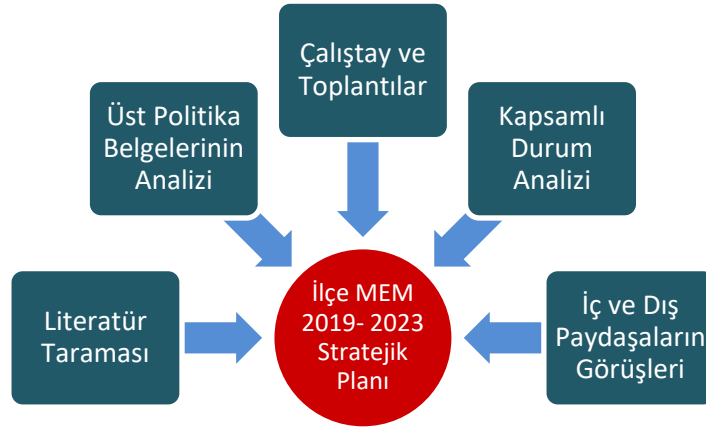 Çalıştay ve
Toplantılar
Üst Politika
Belgelerinin
Analizi
Kapsamlı
Durum
Analizi
Literatür
Taraması
İlçe MEM
2019- 2023
Stratejik
Planı
İç ve Dış
Paydaşaların
Görüşleri